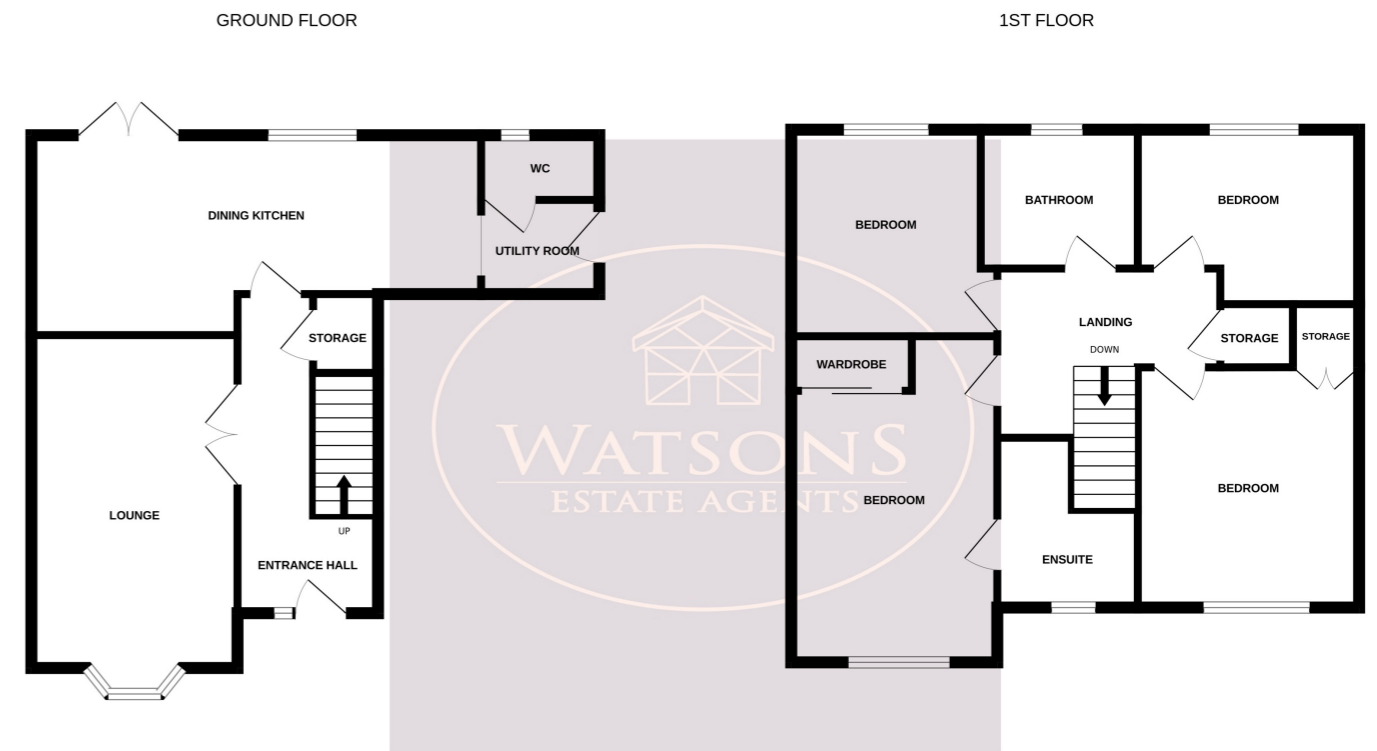 GROUND FLOOR
DINING KITCHEN
WC
UTILITY ROOM
STORAGE
LOUNGE
UP
ENTRANCE HALL
WATSONS
ESTATE AGENTS
1ST FLOOR
BEDROOM
BATHROOM
BEDROOM
LANDING
DOWN
STORAGE
STORAGE
WARDROBE
BEDROOM
BEDROOM
ENSUITE